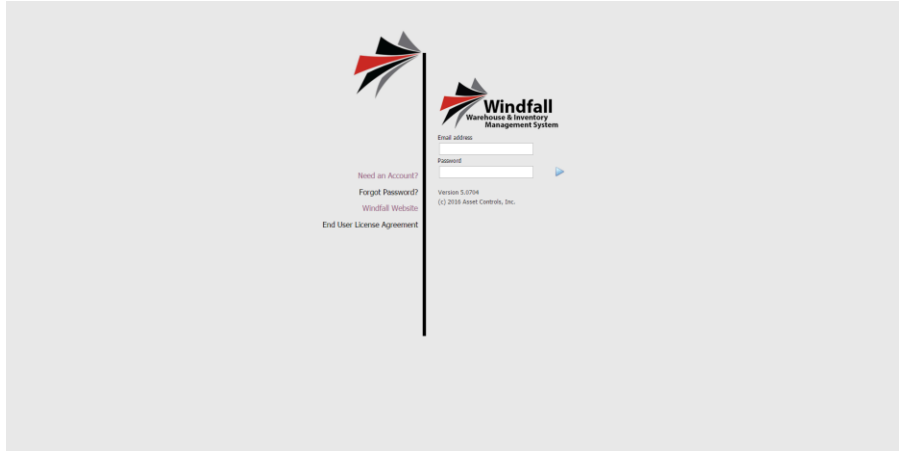 Windfall
Warehouse & Inventory
Management System
Email address
Password
Need an Account?
Forgot Password?
Windfall Website
End User License Agreement
Version 5.0704
(c) 2016 Asset Controls, Inc.